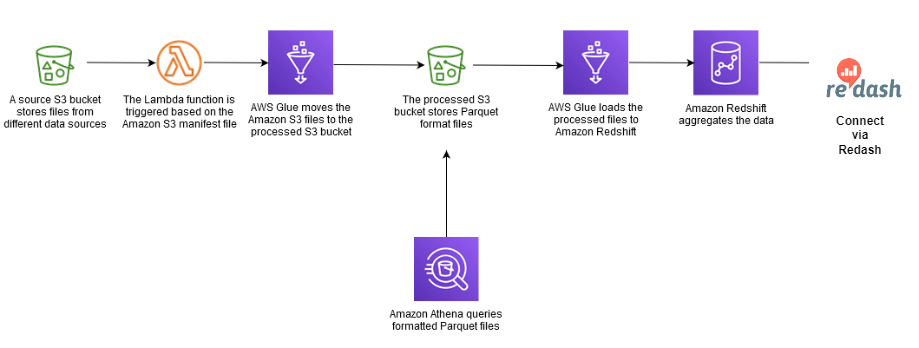 A source S3 bucket
stores files from
different data sources
The Lambda function is
triggered based on the
Amazon S3 manifest file
AWS Glue moves the
Amazon S3 files to the
processed S3 bucket
The processed S3
bucket stores Parquet
format files
AWS Glue loads the
processed files to
Amazon Redshift
Amazon Redshift
aggregates the data
re:dash
Connect
via
Redash
Amazon Athena queries
formatted Parquet files